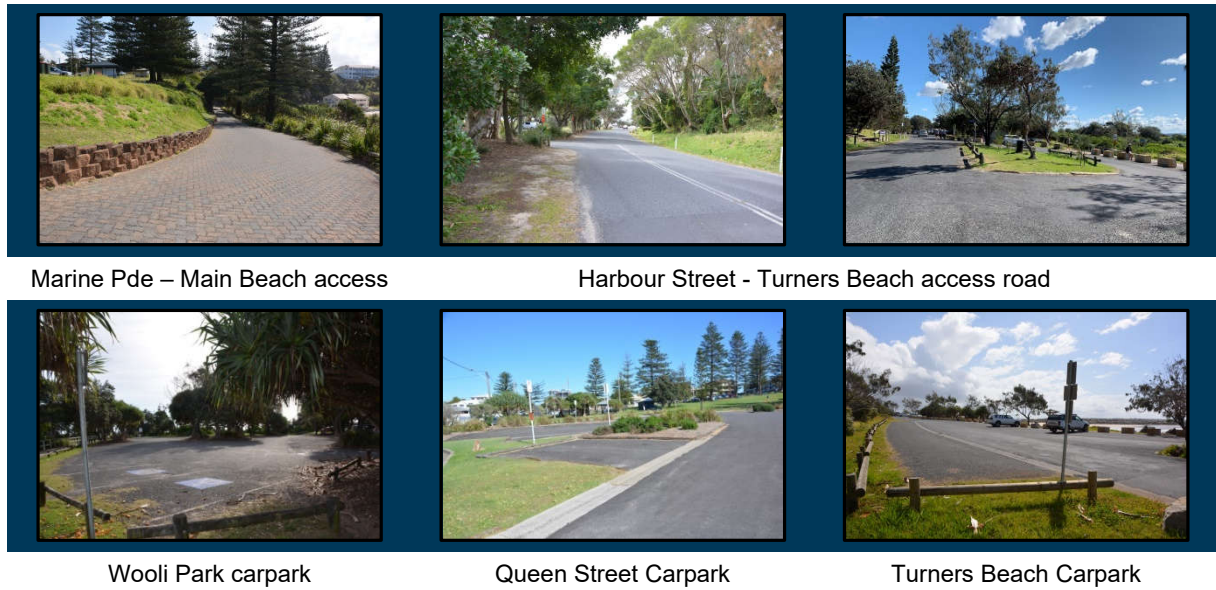 Marine Pde – Main Beach access
Harbour Street - Turners Beach access road
Wooli Park carpark
Queen Street Carpark
Turners Beach Carpark